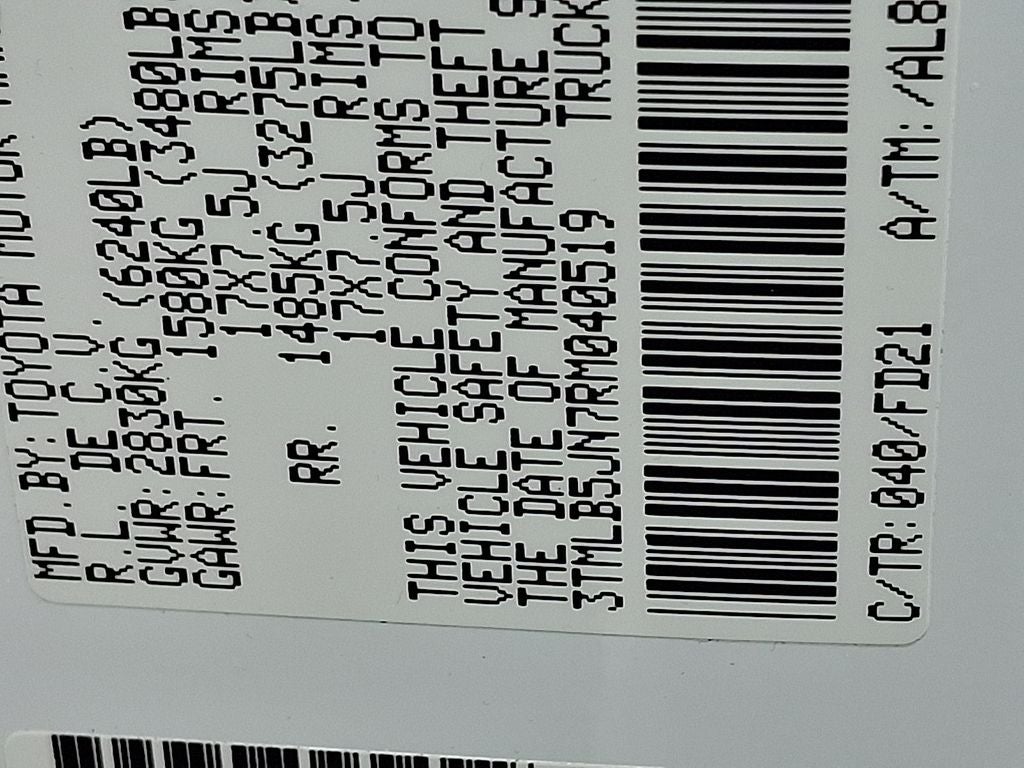 MFD. BY: TOYOTA MOTOR
R.L. DE C.V.
GVWR: 2830KG (6240LB)
GAWR: FRT. 1580KG (3480LB
17X7.5J RIMS
RR. 1485KG (3275LB
17X7.5J RIMS
THIS VEHICLE CONFORMS TO
VEHICLE SAFETY AND THEFT
THE DATE OF MANUFACTURE S
3TMLB5JN7RM040519 TRUCK
C/TR: 040/FD21 A/TM: /AL8